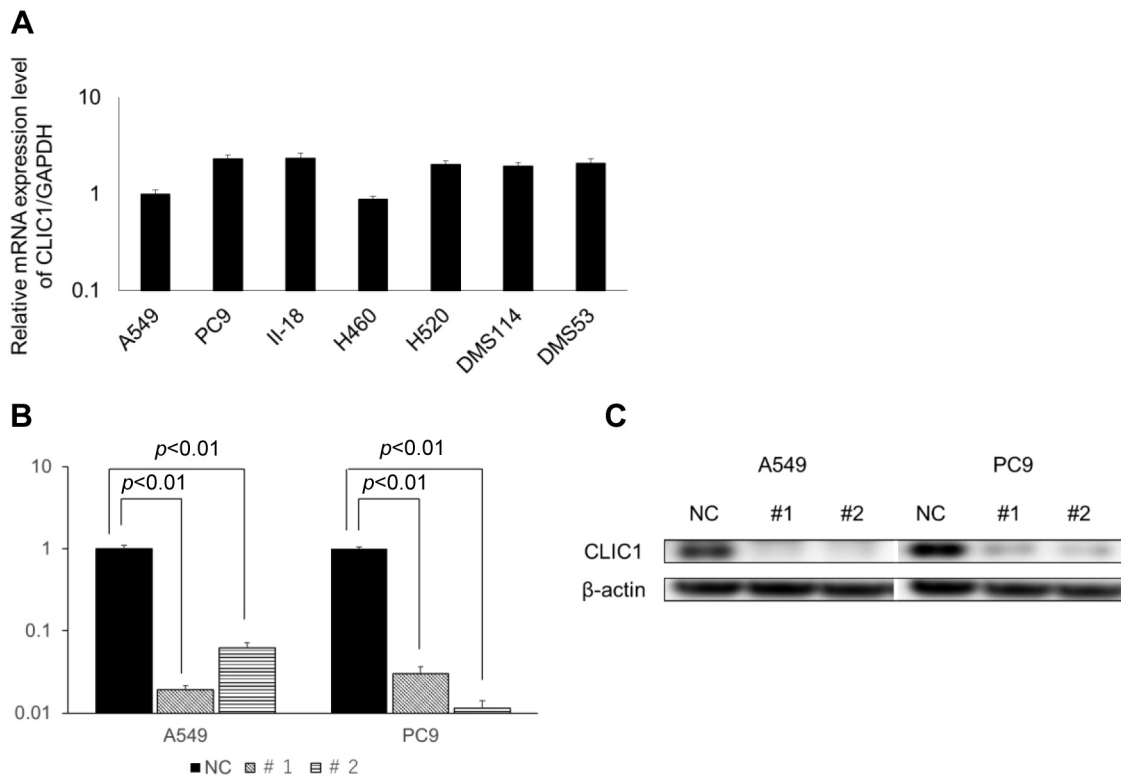 A
Relative mRNA expression level
of CLIC1/GAPDH
10
1
0.1
A549
PC9
II-18
H460
H520
DMS114
DMS53
B
p<0.01
p<0.01
p<0.01
p<0.01
10
1
0.1
0.01
A549
PC9
NC
# 1
# 2
C
A549
PC9
NC
#1
#2
NC
#1
#2
CLIC1
β-actin